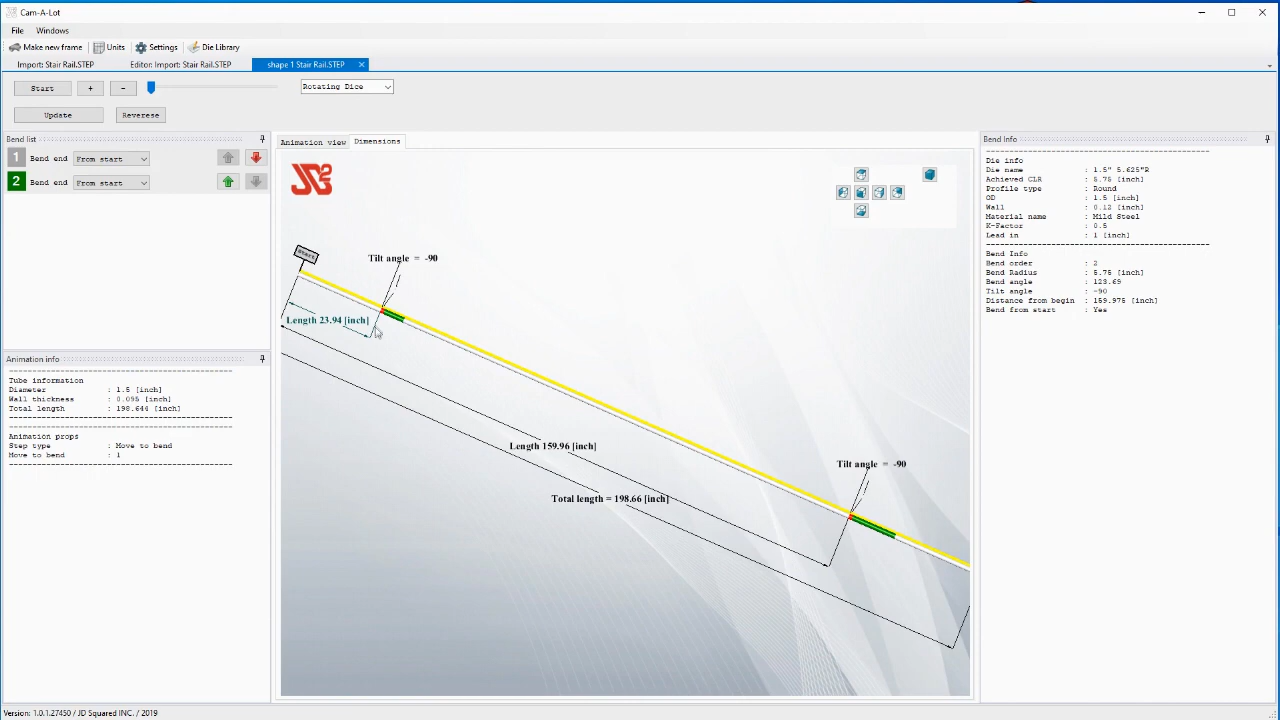 Cam-A-Lot
File Windows
Make new frame Units Settings Die Library
Import: Stair Rail.STEP Editor: Import: Stair Rail.STEP shape 1 Stair Rail.STEP
Start + - Rotating Dice
Update Reverese
Bend list
1 Bend end From start
2 Bend end From start
Animation info
Tube information
Diameter : 1.5 [inch]
Wall thickness : 0.095 [inch]
Total length : 198.644 [inch]
Animation props
Step type : Move to bend
Move to bend : 1
Animation view Dimensions
JD2
Start
Tilt angle = -90
Length 23.94 [inch]
Length 159.96 [inch]
Tilt angle = -90
Total length = 198.66 [inch]
Bend Info
Die info
Die name : 1.5" 5.625"R
Achieved CLR : 5.75 [inch]
Profile type : Round
OD : 1.5 [inch]
Wall : 0.12 [inch]
Material name : Mild Steel
K-Factor : 0.5
Lead in : 1 [inch]
Bend Info
Bend order : 2
Bend Radius : 5.75 [inch]
Bend angle : 123.69
Tilt angle : -90
Distance from begin : 159.975 [inch]
Bend from start : Yes
Version: 1.0.1.27450 / JD Squared INC. / 2019